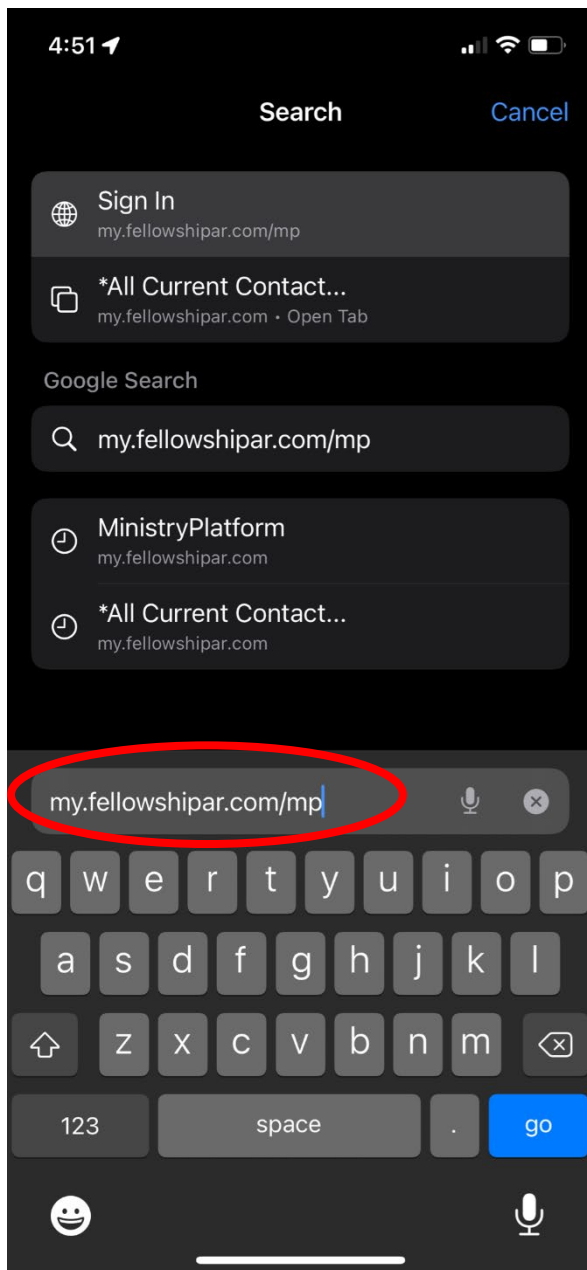 4:51
Search Cancel
Sign In
my.fellowshipar.com/mp
*All Current Contact...
my.fellowshipar.com • Open Tab
Google Search
my.fellowshipar.com/mp
MinistryPlatform
my.fellowshipar.com
*All Current Contact...
my.fellowshipar.com
my.fellowshipar.com/mp
q w e r t y u i o p
a s d f g h j k l
z x c v b n m
123 space . go